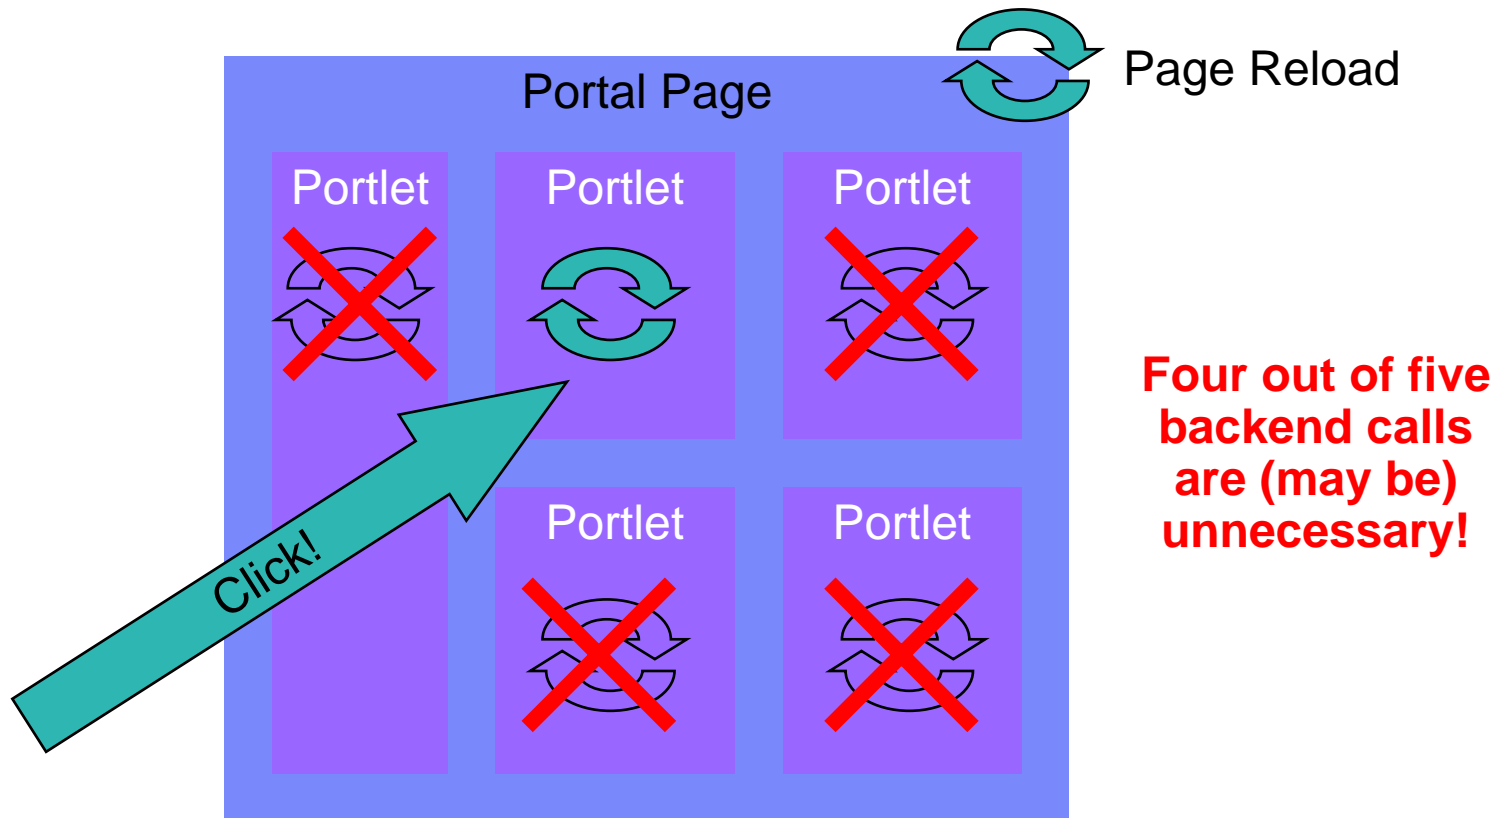 Page Reload
Portal Page
Portlet
Portlet
Portlet
Portlet
Portlet
Click!
Four out of five
backend calls
are (may be)
unnecessary!